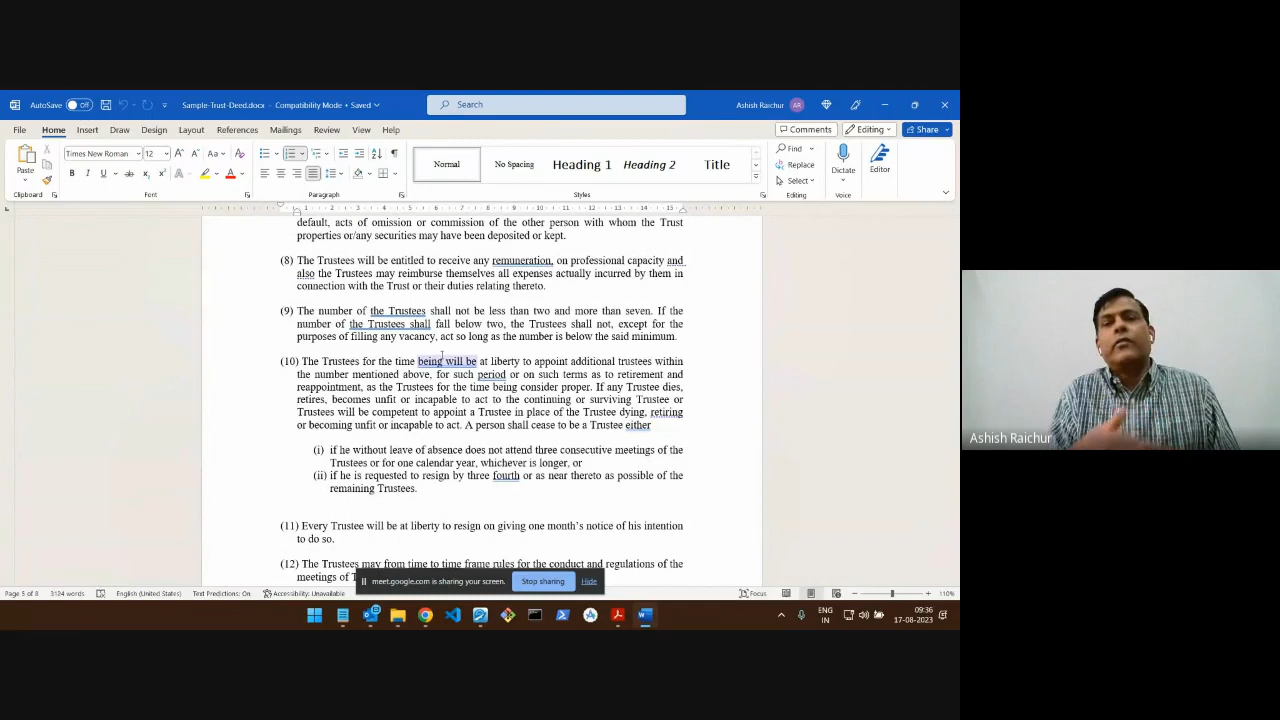 AutoSave Off Sample-Trust-Deed.docx - Compatibility Mode • Saved Search Ashish Raichur AR
File Home Insert Draw Design Layout References Mailings Review View Help Comments Editing Share
Paste Times New Roman 12 Aa Normal No Spacing Heading 1 Heading 2 Title Find Replace Select Dictate Editor
Clipboard Font Paragraph Styles Editing Voice Editor
default, acts of omission or commission of the other person with whom the Trust
properties or/any securities may have been deposited or kept.
(8) The Trustees will be entitled to receive any remuneration, on professional capacity and
also the Trustees may reimburse themselves all expenses actually incurred by them in
connection with the Trust or their duties relating thereto.
(9) The number of the Trustees shall not be less than two and more than seven. If the
number of the Trustees shall fall below two, the Trustees shall not, except for the
purposes of filling any vacancy, act so long as the number is below the said minimum.
(10) The Trustees for the time being will be at liberty to appoint additional trustees within
the number mentioned above, for such period or on such terms as to retirement and
reappointment, as the Trustees for the time being consider proper. If any Trustee dies,
retires, becomes unfit or incapable to act to the continuing or surviving Trustee or
Trustees will be competent to appoint a Trustee in place of the Trustee dying, retiring
or becoming unfit or incapable to act. A person shall cease to be a Trustee either
(i) if he without leave of absence does not attend three consecutive meetings of the
Trustees or for one calendar year, whichever is longer, or
(ii) if he is requested to resign by three fourth or as near thereto as possible of the
remaining Trustees.
(11) Every Trustee will be at liberty to resign on giving one month's notice of his intention
to do so.
(12) The Trustees may from time to time frame rules for the conduct and regulations of the
meetings of T
meet.google.com is sharing your screen. Stop sharing Hide
Page 5 of 8 3124 words English (United States) Text Predictions: On Accessibility: Unavailable Focus 110%
ENG IN 09:36 17-08-2023
Ashish Raichur